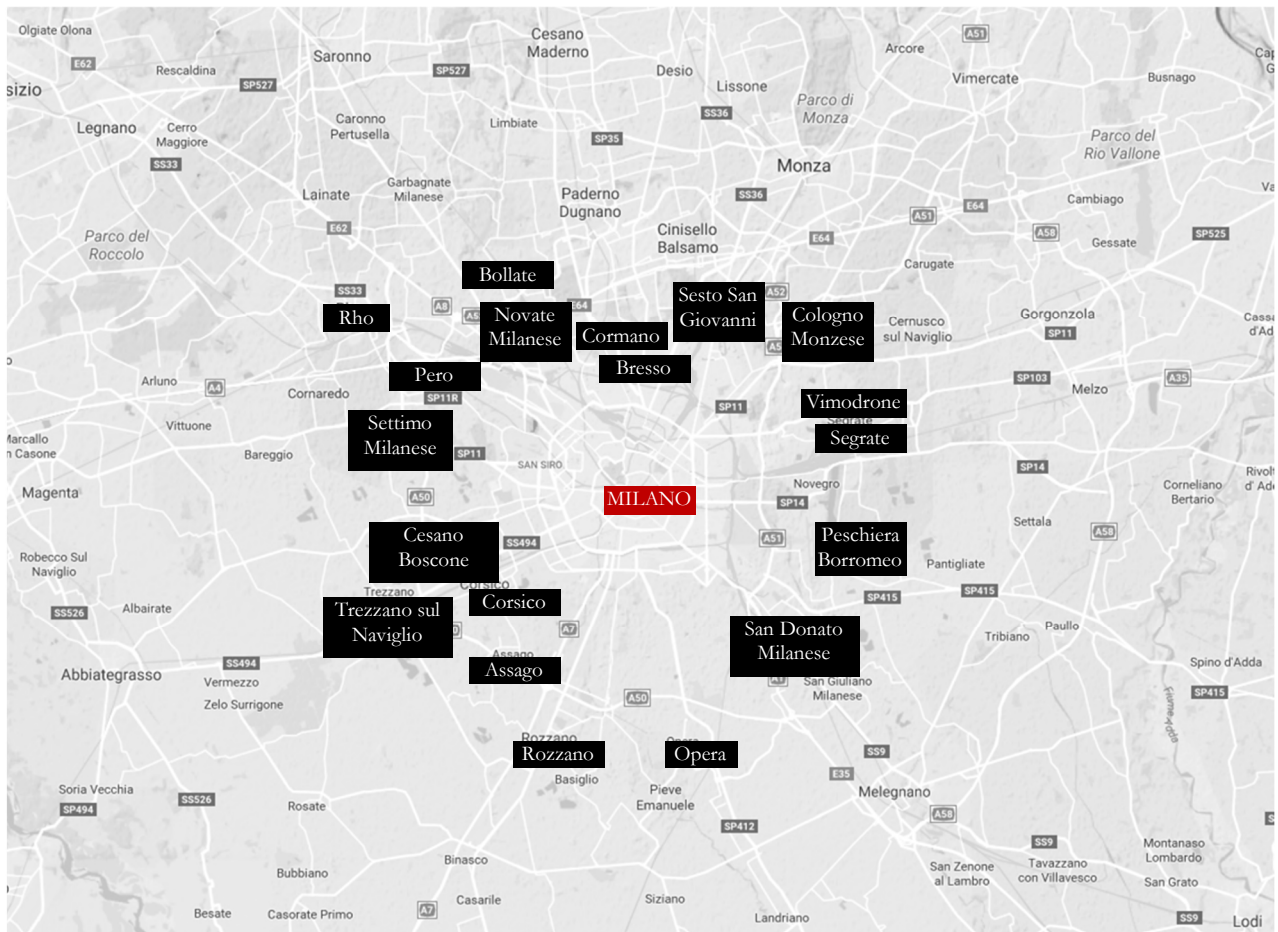 Olgiate Olona
Cesano
Maderno
A51
Arcore
E62
Saronno
Rescaldina
SP527
SP527
Desio
Lissone
Vimercate
Busnago
sizio
Legnano
Cerro
Maggiore
SS33
Caronno
Pertusella
Limbiate
SP35
SS36
Parco di
Monza
Parco del
Rio Vallone
Monza
Lainate
Garbagnate
Milanese
Paderno
Dugnano
SS36
A51
E64
Cambiago
E62
Cinisello
Balsamo
E64
A58
Gessate
SP525
Parco del
Roccolo
Carugate
Bollate
SS33
A8
Rho
Novate
Milanese
E64
Cormano
Sesto San
Giovanni
A52
Cologno
Monzese
Cernusco
sul Naviglio
Gorgonzola
SP11
Bresso
Pero
SP11R
Arluno
A4
Cornaredo
SP103
Melzo
A35
Vimodrone
SP11
Segrate
Segrate
Vittuone
Settimo
Milanese
SP11
Marcallo
n Casone
Bareggio
SAN SIRO
Novegro
SP14
SP14
Corneliano
Bertario
Magenta
A50
MILANO
Settala
A58
Cesano
Boscone
SS494
A51
Peschiera
Borromeo
Pantigliate
Robecco Sul
Naviglio
Corsico
Trezzano
Corsico
SP415
SP415
SS526
Albairate
Trezzano sul
Naviglio
A7
San Donato
Milanese
Tribiano
Paullo
Abbiategrasso
SS494
Vermezzo
Zelo Surrigone
Assago
Assago
A1
San Giuliano
Milanese
Spino d'Adda
SP415
Fiume Adda
A50
Rozzano
Rozzano
Opera
Opera
SS9
E35
Basiglio
Pieve
Emanuele
Melegnano
Soria Vecchia
SP494
SS526
Rosate
SP412
A58
SS9
Montanaso
Lombardo
Binasco
Bubbiano
San Zenone
al Lambro
Tavazzano
con Villavesco
San Grato
Besate
Casorate Primo
A7
Casarile
Siziano
Landriano
SS9
Lodi